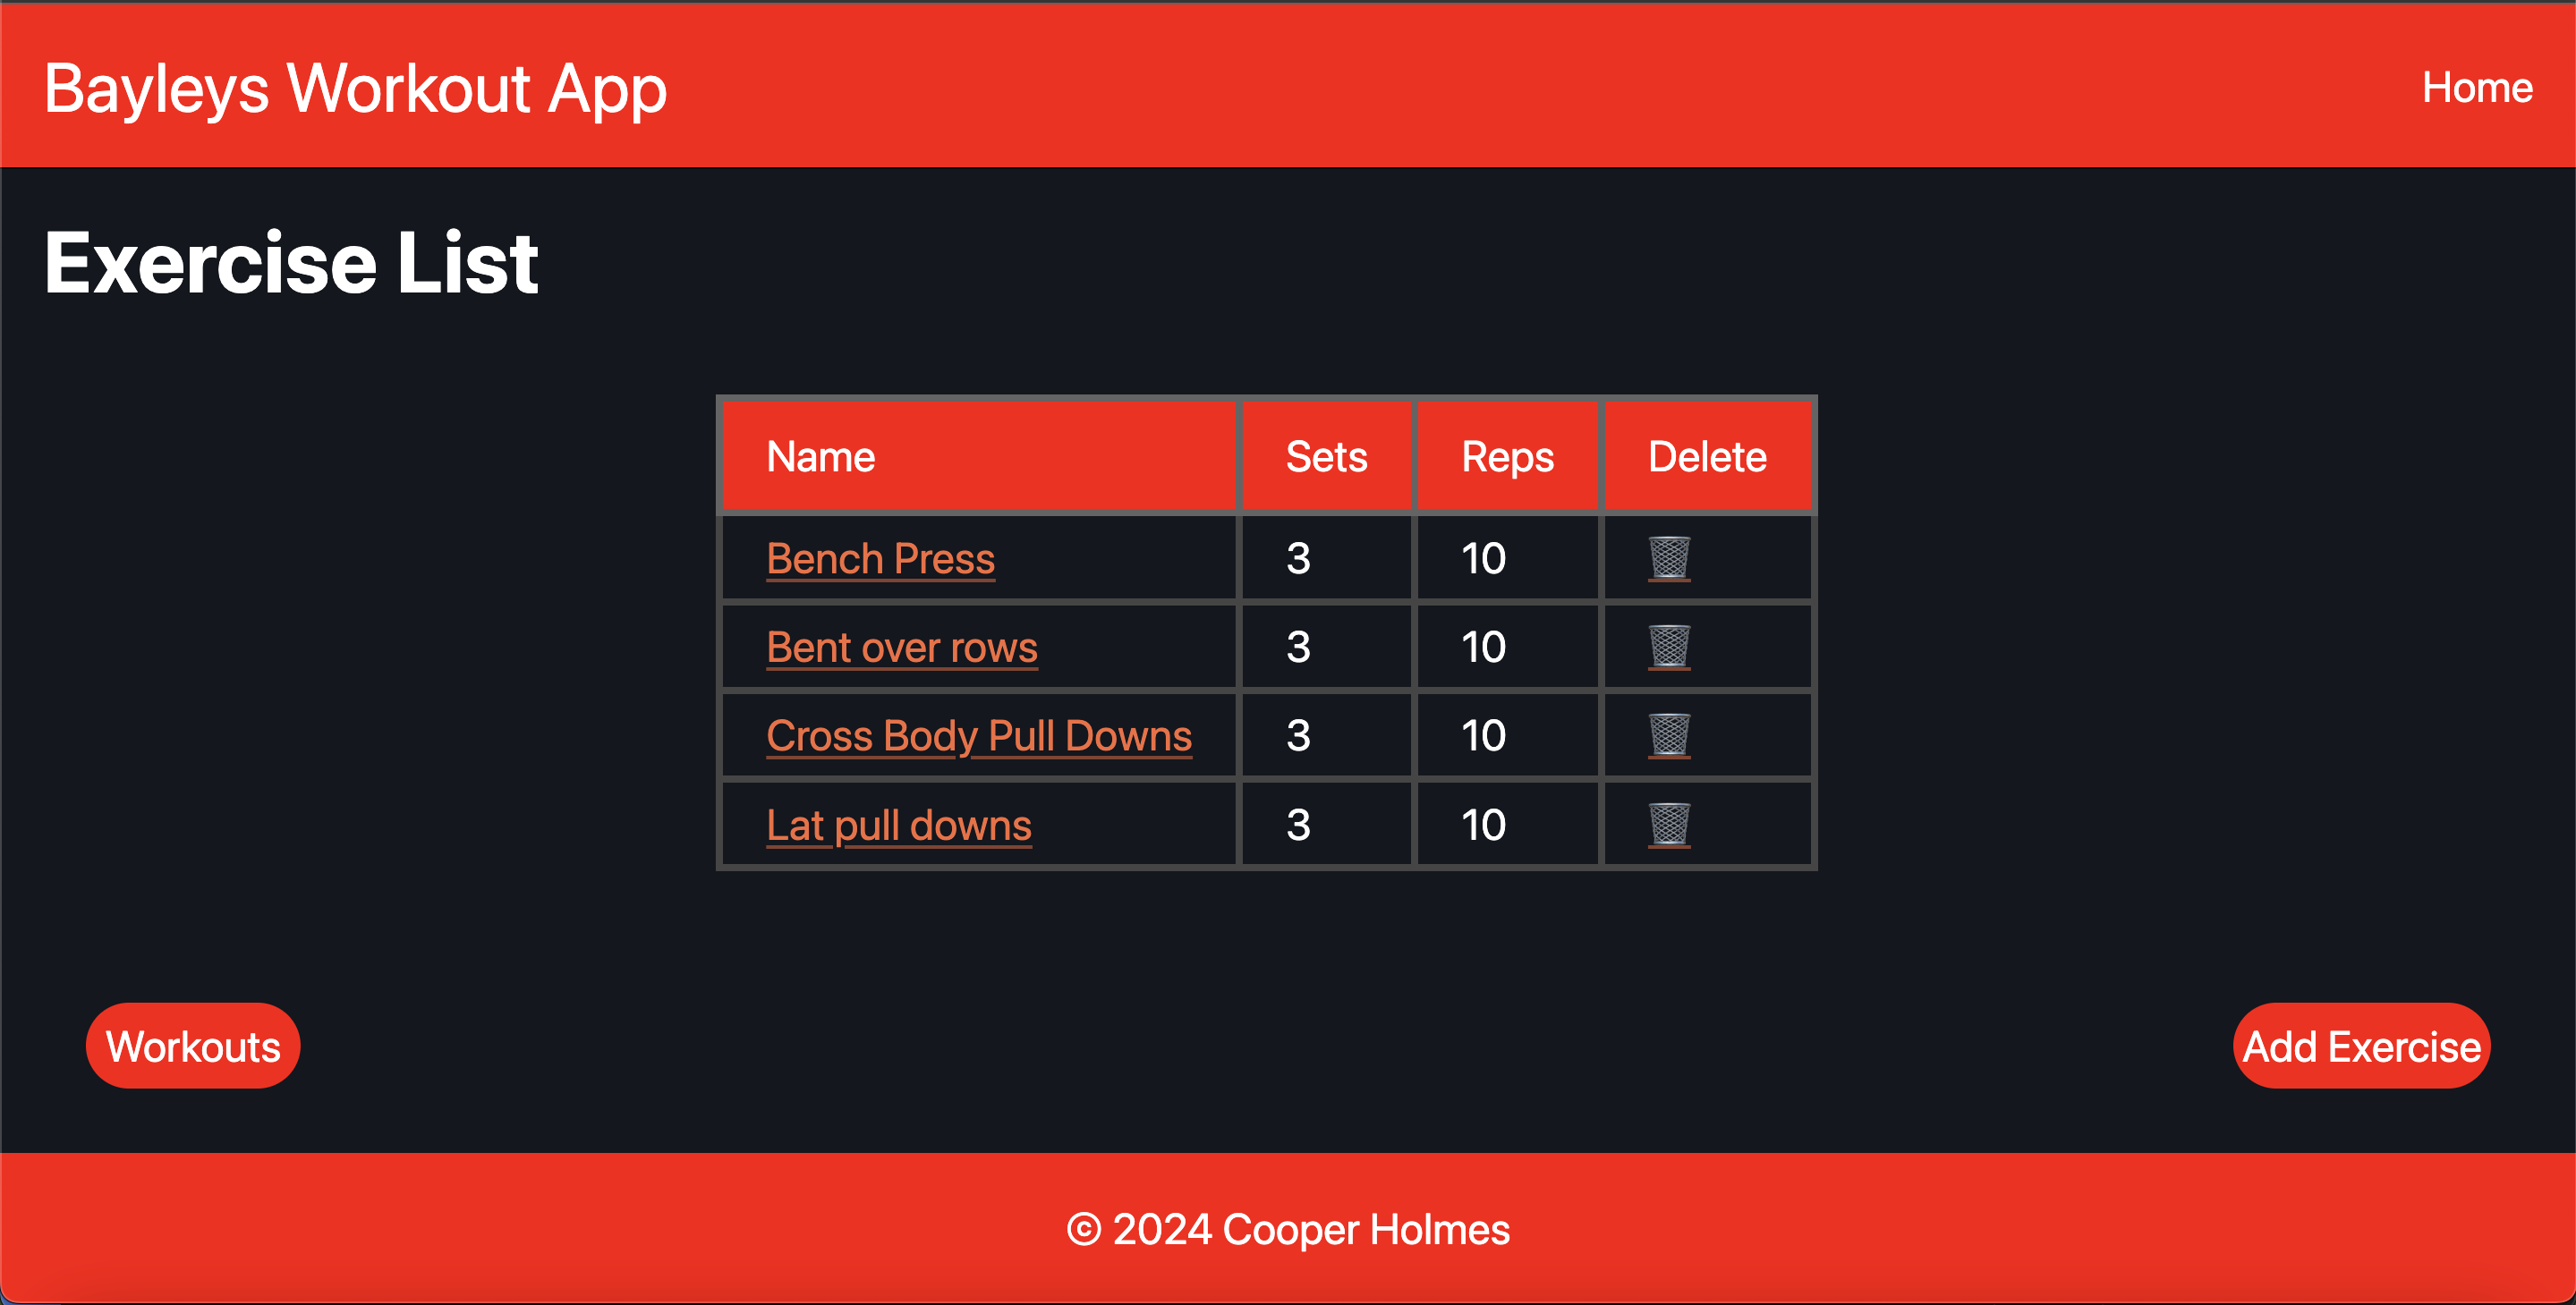 Bayleys Workout App Home
Exercise List
Name Sets Reps Delete
Bench Press 3 10
Bent over rows 3 10
Cross Body Pull Downs 3 10
Lat pull downs 3 10
Workouts Add Exercise
© 2024 Cooper Holmes